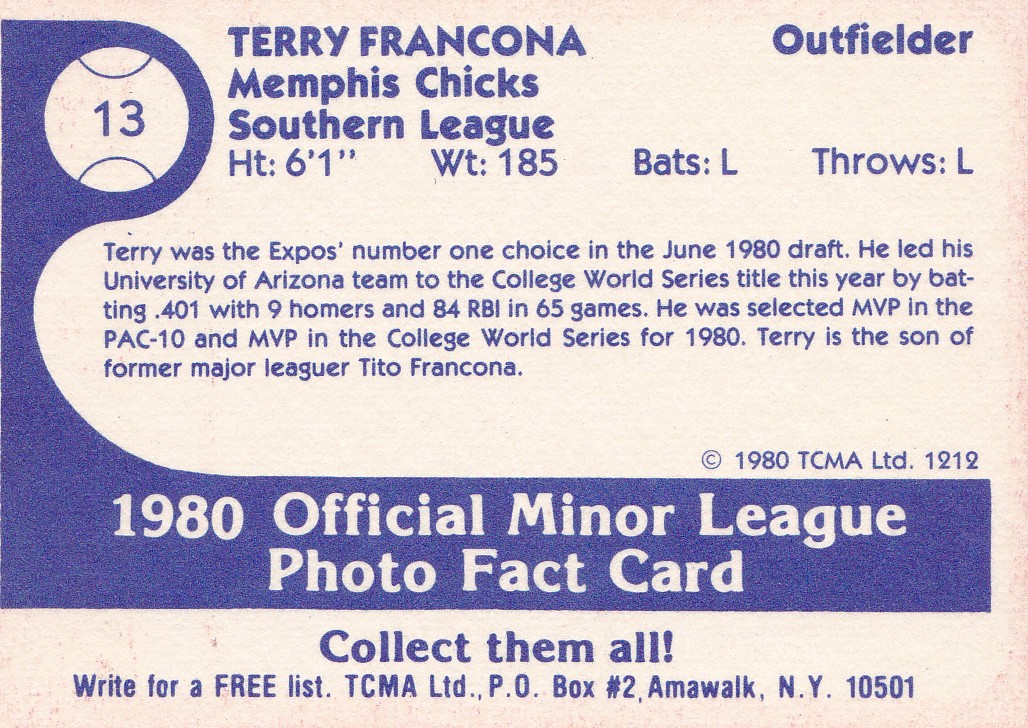 13
TERRY FRANCONA Outfielder
Memphis Chicks
Southern League
Ht: 6'1'' Wt: 185 Bats: L Throws: L
Terry was the Expos' number one choice in the June 1980 draft. He led his
University of Arizona team to the College World Series title this year by bat-
ting .401 with 9 homers and 84 RBI in 65 games. He was selected MVP in the
PAC-10 and MVP in the College World Series for 1980. Terry is the son of
former major leaguer Tito Francona.
© 1980 TCMA Ltd. 1212
1980 Official Minor League
Photo Fact Card
Collect them all!
Write for a FREE list. TCMA Ltd., P.O. Box #2, Amawalk, N.Y. 10501